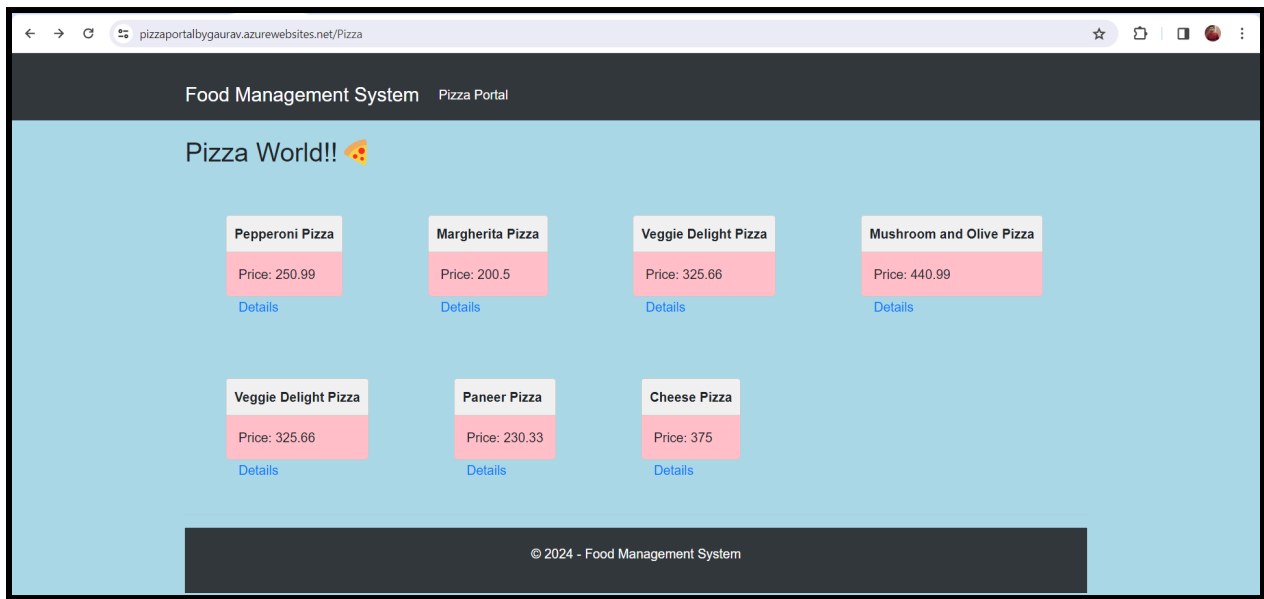 pizzaportalbygaurav.azurewebsites.net/Pizza
Food Management System Pizza Portal
Pizza World!! 🍕
Pepperoni Pizza Margherita Pizza Veggie Delight Pizza Mushroom and Olive Pizza
Price: 250.99 Price: 200.5 Price: 325.66 Price: 440.99
Details Details Details Details
Veggie Delight Pizza Paneer Pizza Cheese Pizza
Price: 325.66 Price: 230.33 Price: 375
Details Details Details
© 2024 - Food Management System